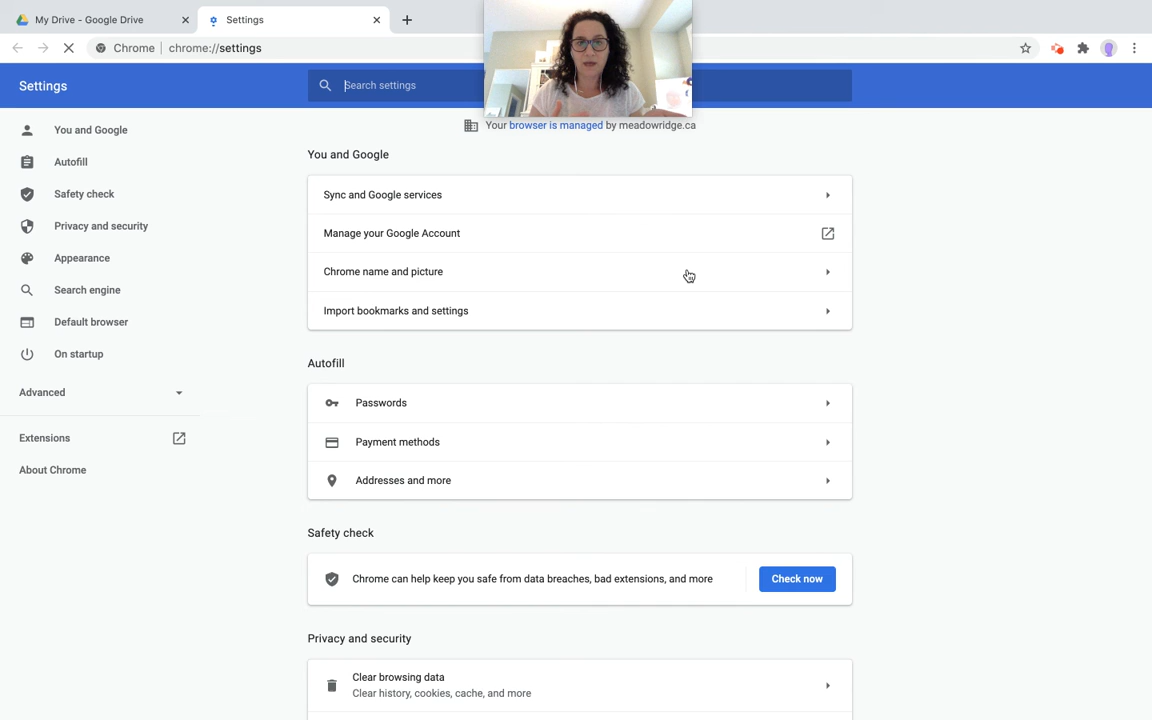 My Drive - Google Drive
Settings
Chrome
chrome://settings
Settings
Search settings
Your browser is managed by meadowridge.ca
You and Google
Autofill
Safety check
Privacy and security
Appearance
Search engine
Default browser
On startup
Advanced
Extensions
About Chrome
You and Google
Sync and Google services
Manage your Google Account
Chrome name and picture
Import bookmarks and settings
Autofill
Passwords
Payment methods
Addresses and more
Safety check
Chrome can help keep you safe from data breaches, bad extensions, and more
Check now
Privacy and security
Clear browsing data
Clear history, cookies, cache, and more